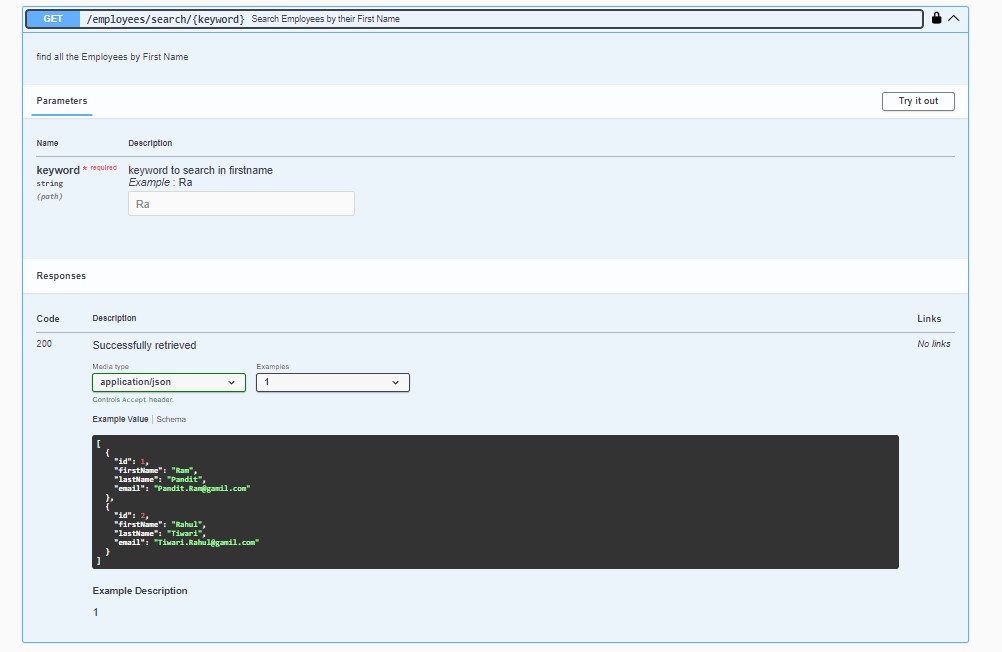 GET /employees/search/{keyword} Search Employees by their First Name
find all the Employees by First Name
Parameters
Try it out
Name Description
keyword * required
string
(path)
keyword to search in firstname
Example : Ra
Ra
Responses
Code Description Links
200 Successfully retrieved No links
Media type Examples
application/json 1
Controls Accept header.
Example Value | Schema
[
  {
    "id": 1,
    "firstName": "Ram",
    "lastName": "Pandit",
    "email": "Pandit.Ram@gamil.com"
  },
  {
    "id": 2,
    "firstName": "Rahul",
    "lastName": "Tiwari",
    "email": "Tiwari.Rahul@gamil.com"
  }
]
Example Description
1